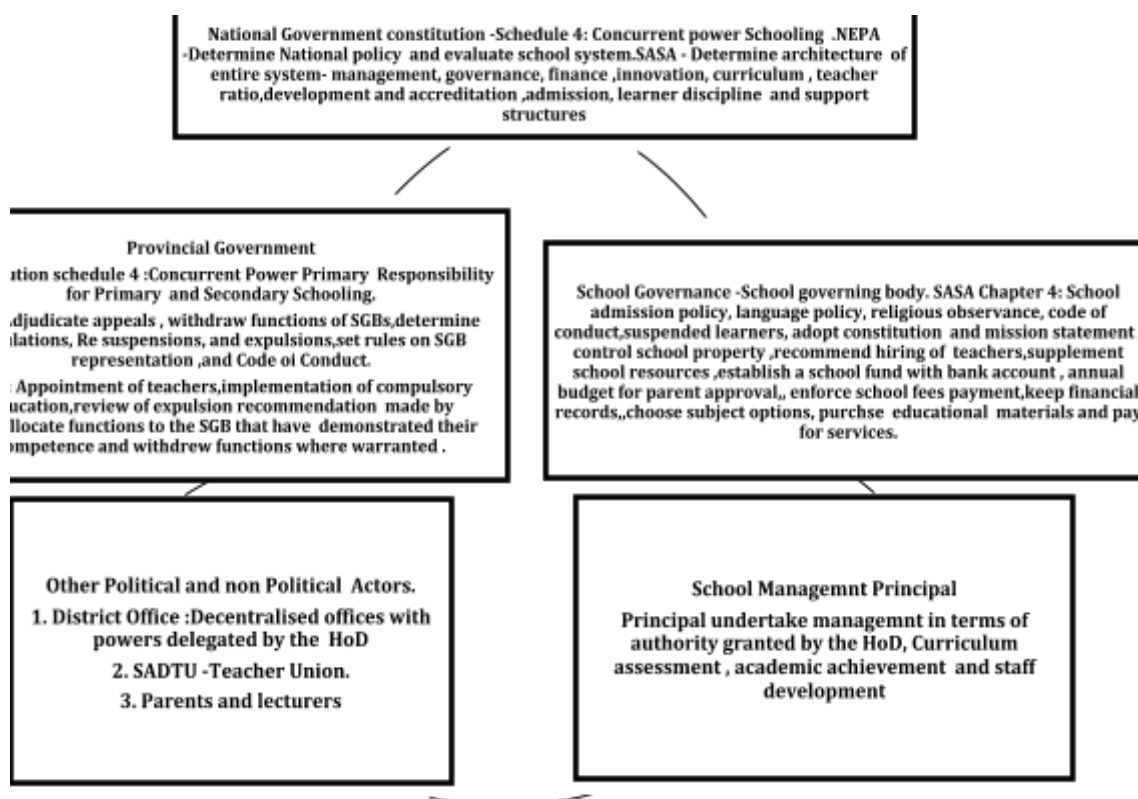 National Government constitution -Schedule 4: Concurrent power Schooling .NEPA
-Determine National policy and evaluate school system.SASA - Determine architecture of
entire system- management, governance, finance ,innovation, curriculum , teacher
ratio,development and accreditation ,admission, learner discipline and support
structures
Provincial Government
ution schedule 4 :Concurrent Power Primary Responsibility
for Primary and Secondary Schooling.
djudicate appeals , withdraw functions of SGBs,determine
lations, Re suspensions, and expulsions,set rules on SGB
representation ,and Code of Conduct.
: Appointment of teachers,implementation of compulsory
ucation,review of expulsion recommendation made by
llocate functions to the SGB that have demonstrated their
ompetence and withdrew functions where warranted .
School Governance -School governing body. SASA Chapter 4: School
admission policy, language policy, religious observance, code of
conduct,suspended learners, adopt constitution and mission statement
control school property ,recommend hiring of teachers,supplement
school resources ,establish a school fund with bank account , annual
budget for parent approval,, enforce school fees payment,keep financial
records,,choose subject options, purchse educational materials and pay
for services.
Other Political and non Political Actors.
1. District Office :Decentralised offices with
powers delegated by the HoD
2. SADTU -Teacher Union.
3. Parents and lecturers
School Managemnt Principal
Principal undertake managemnt in terms of
authority granted by the HoD, Curriculum
assessment , academic achievement and staff
development